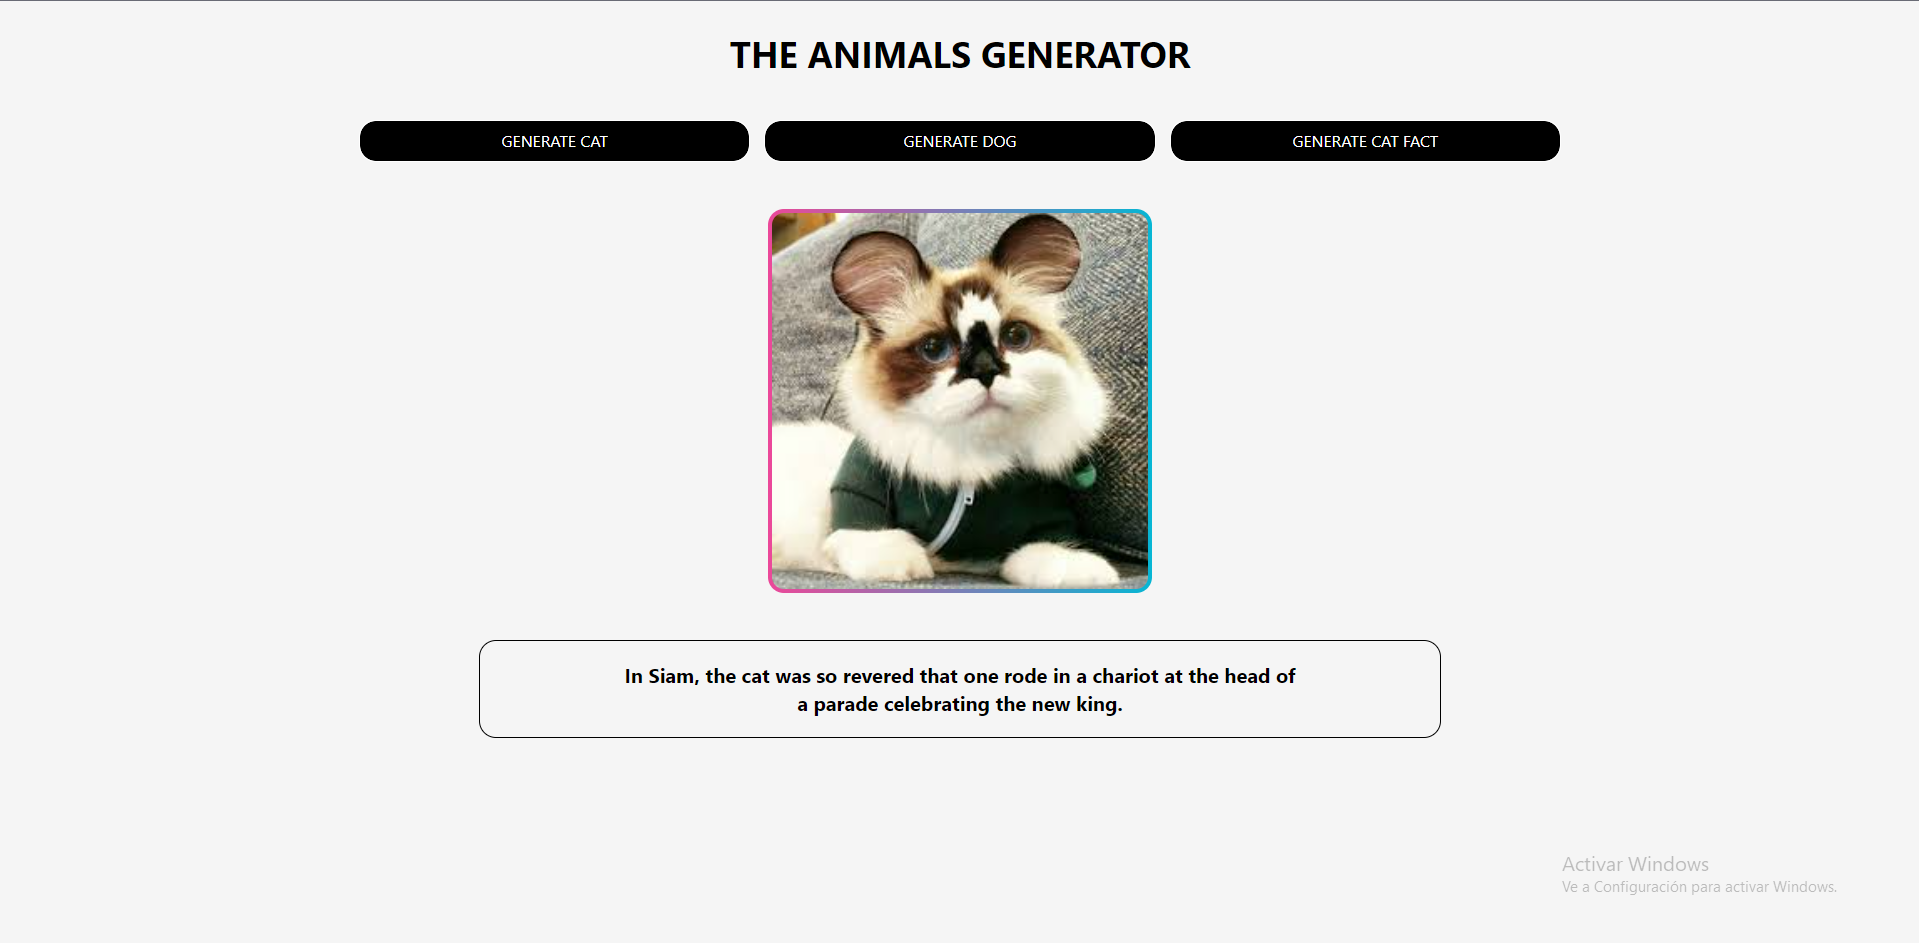 THE ANIMALS GENERATOR
GENERATE CAT
GENERATE DOG
GENERATE CAT FACT
In Siam, the cat was so revered that one rode in a chariot at the head of
a parade celebrating the new king.
Activar Windows
Ve a Configuración para activar Windows.